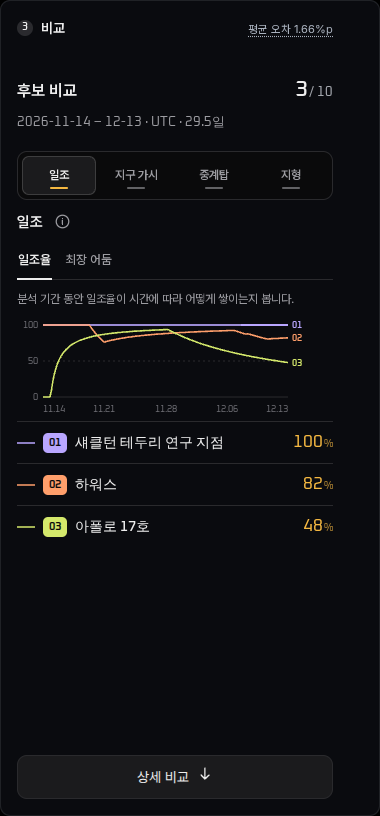 3 비교 평균 오차 1.66%p
후보 비교 3 / 10
2026-11-14 – 12-13 · UTC · 29.5일
일조 지구 가시 중계탑 지형
일조
일조율 최장 어둠
분석 기간 동안 일조율이 시간에 따라 어떻게 쌓이는지 봅니다.
100 01
02
50 03
0
11.14 11.21 11.28 12.06 12.13
01 섀클턴 테두리 연구 지점 100%
02 하워스 82%
03 아폴로 17호 48%
상세 비교 ↓